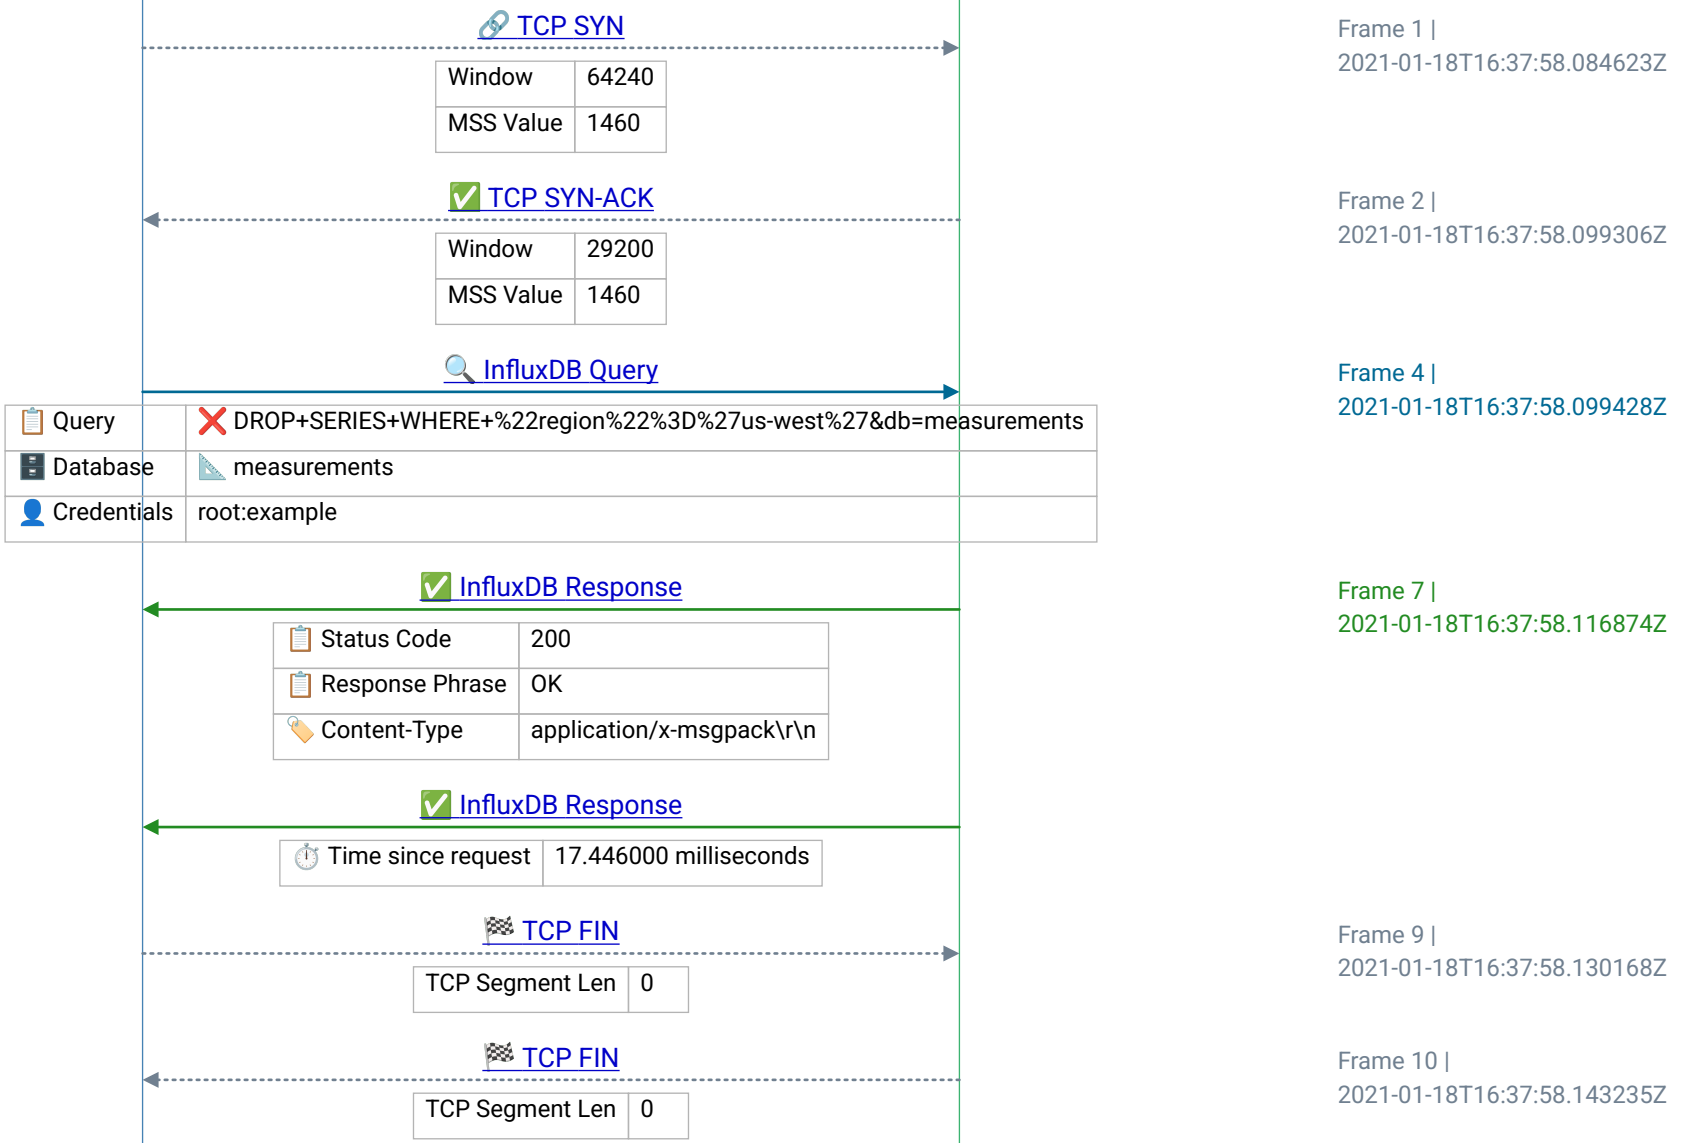 🔗 TCP SYN
Frame 1 |
2021-01-18T16:37:58.084623Z
Window 64240
MSS Value 1460
✅ TCP SYN-ACK
Frame 2 |
2021-01-18T16:37:58.099306Z
Window 29200
MSS Value 1460
🔍 InfluxDB Query
Frame 4 |
2021-01-18T16:37:58.099428Z
📋 Query ❌ DROP+SERIES+WHERE+%22region%22%3D%27us-west%27&db=measurements
🗄️ Database 📐 measurements
👤 Credentials root:example
✅ InfluxDB Response
Frame 7 |
2021-01-18T16:37:58.116874Z
📋 Status Code 200
📋 Response Phrase OK
🏷️ Content-Type application/x-msgpack\r\n
✅ InfluxDB Response
⏱️ Time since request 17.446000 milliseconds
🏁 TCP FIN
Frame 9 |
2021-01-18T16:37:58.130168Z
TCP Segment Len 0
🏁 TCP FIN
Frame 10 |
2021-01-18T16:37:58.143235Z
TCP Segment Len 0